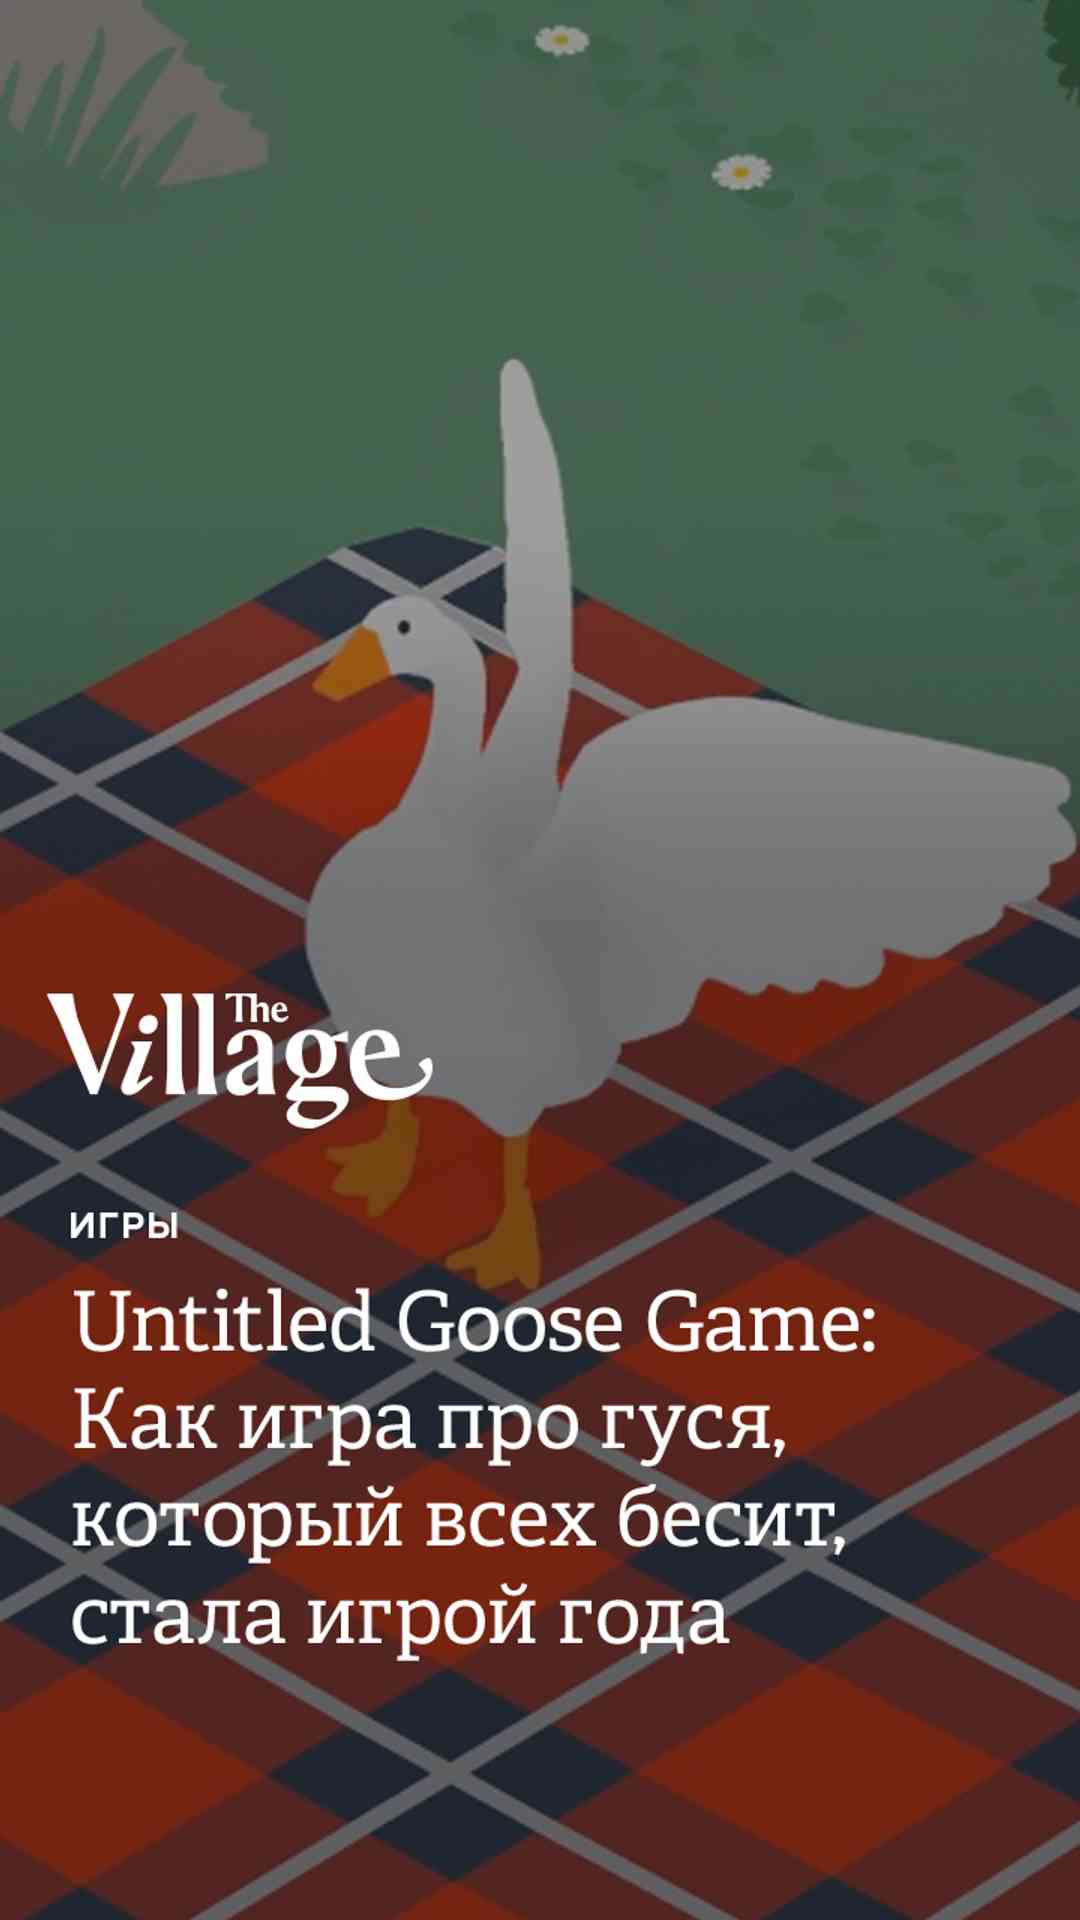 The Village
ИГРЫ
Untitled Goose Game:
Как игра про гуся,
который всех бесит,
стала игрой года